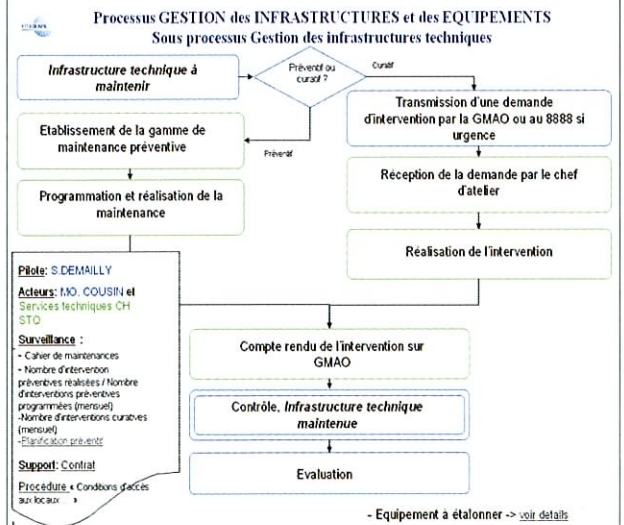 Processus GESTION des INFRASTRUCTURES et des EQUIPEMENTS
Sous processus Gestion des infrastructures techniques
Infrastructure technique à
maintenir
Préventif ou
curatif ?
Curatif
Transmission d'une demande
d'intervention par la GMAO ou au 8888 si
urgence
Etablissement de la gamme de
maintenance préventive
Préventif
Réception de la demande par le chef
d'atelier
Programmation et réalisation de la
maintenance
Réalisation de l'intervention
Pilote: S.DEMAILLY
Acteurs: MO. COUSIN et
Services techniques CH
STO
Surveillance :
- Cahier de maintenances
- Nombre d'intervention
préventives réalisées / Nombre
d'interventions préventives
programmées (mensuel)
-Nombre d'interventions curatives
(mensuel)
-Planification préventif
Support: Contrat
Procédure « Conditions d'accès
aux locaux ... »
Compte rendu de l'intervention sur
GMAO
Contrôle, Infrastructure technique
maintenue
Evaluation
- Equipement à étalonner -> voir details